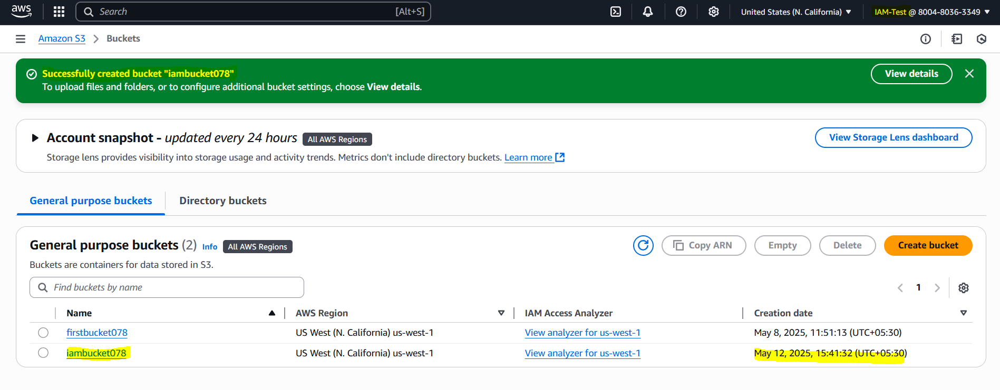 aws
Search [Alt+S]
United States (N. California)
IAM-Test @ 8004-8036-3349
Amazon S3 Buckets
Successfully created bucket "iambucket078"
To upload files and folders, or to configure additional bucket settings, choose View details.
View details
Account snapshot - updated every 24 hours All AWS Regions
View Storage Lens dashboard
Storage lens provides visibility into storage usage and activity trends. Metrics don't include directory buckets. Learn more
General purpose buckets Directory buckets
General purpose buckets (2) Info All AWS Regions
Copy ARN Empty Delete Create bucket
Buckets are containers for data stored in S3.
Find buckets by name
1
Name AWS Region IAM Access Analyzer Creation date
firstbucket078 US West (N. California) us-west-1 View analyzer for us-west-1 May 8, 2025, 11:51:13 (UTC+05:30)
iambucket078 US West (N. California) us-west-1 View analyzer for us-west-1 May 12, 2025, 15:41:32 (UTC+05:30)